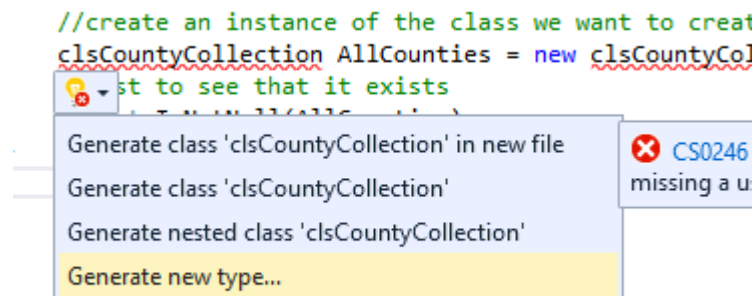 //create an instance of the class we want to creat
clsCountyCollection AllCounties = new clsCountyCol
st to see that it exists
Generate class 'clsCountyCollection' in new file
CS0246
Generate class 'clsCountyCollection'
missing a us
Generate nested class 'clsCountyCollection'
Generate new type...